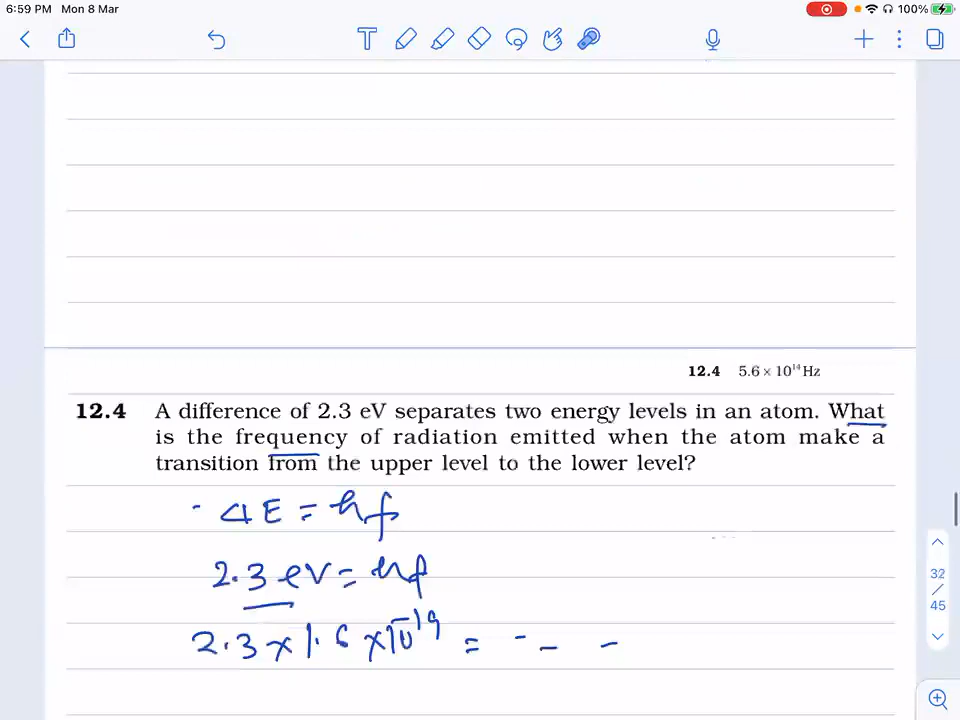 6:59 PM Mon 8 Mar
100%
T
12.4 5.6 × 10¹⁴ Hz
12.4 A difference of 2.3 eV separates two energy levels in an atom. What
is the frequency of radiation emitted when the atom make a
transition from the upper level to the lower level?
ΔE = hf
2.3 eV = hf
2.3 × 1.6 × 10⁻¹⁹ = - - -
32
/
45